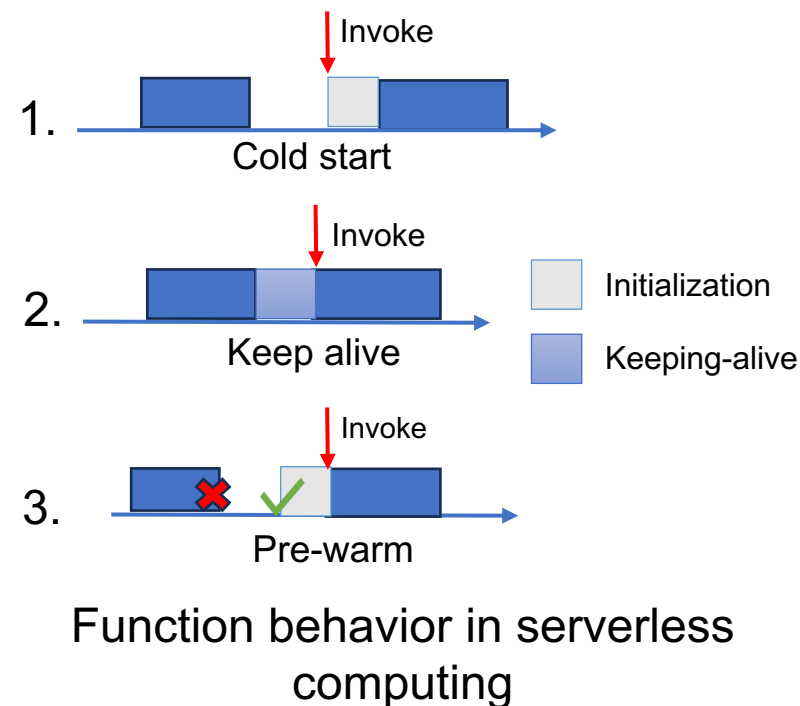 Invoke
1.
Cold start
Invoke
2.
Keep alive
Initialization
Keeping-alive
Invoke
3.
Pre-warm
Function behavior in serverless
computing